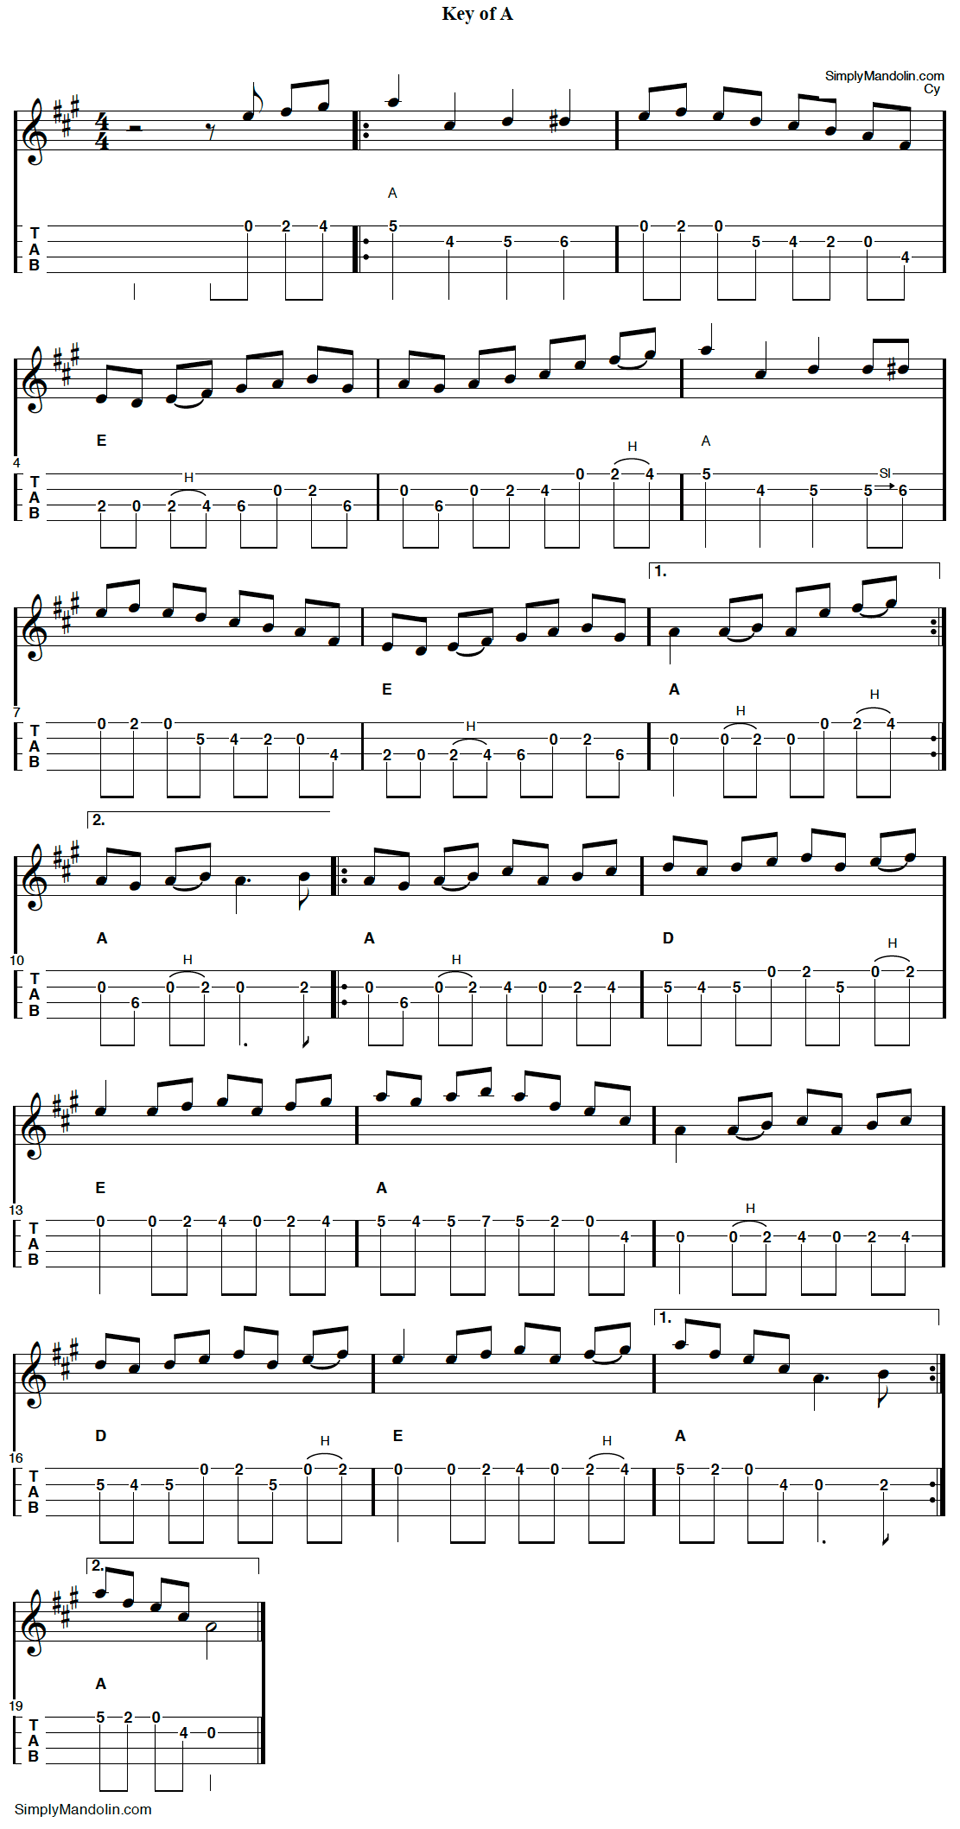 Key of A
SimplyMandolin.com
Cy
4 4
A
T A B
0 2 4 5 4 5 6 0 2 0 5 4 2 0 4
E A
4
H H Sl
T A B
2 0 2 4 6 0 2 6 0 6 0 2 4 0 2 4 5 4 5 5 6
1.
E A
7
H H H
T A B
0 2 0 5 4 2 0 4 2 0 2 4 6 0 2 6 0 0 2 0 0 2 4
2.
A A D
10
H H H
T A B
0 6 0 2 0 2 0 6 0 2 4 0 2 4 5 4 5 0 2 5 0 2
E A
13
H
T A B
0 0 2 4 0 2 4 5 4 5 7 5 2 0 4 0 0 2 4 0 2 4
1.
D E A
16
H H
T A B
5 4 5 0 2 5 0 2 0 0 2 4 0 2 4 5 2 0 4 0 2
2.
A
19
T A B
5 2 0 4 0
SimplyMandolin.com